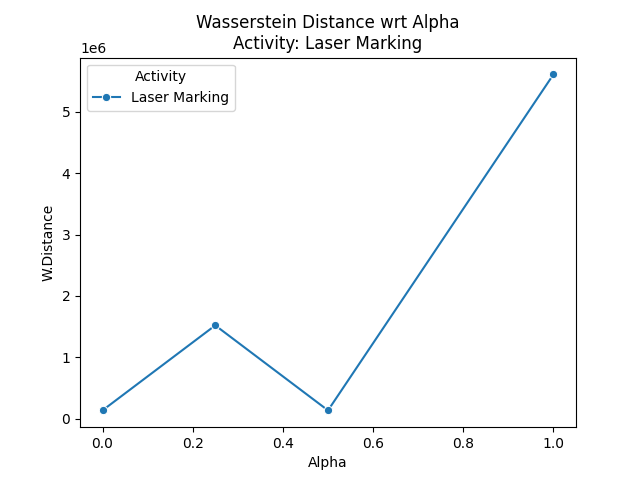 Wasserstein Distance wrt Alpha
Activity: Laser Marking
1e6
Activity
Laser Marking
5
4
3
2
1
0
W.Distance
0.0 0.2 0.4 0.6 0.8 1.0
Alpha